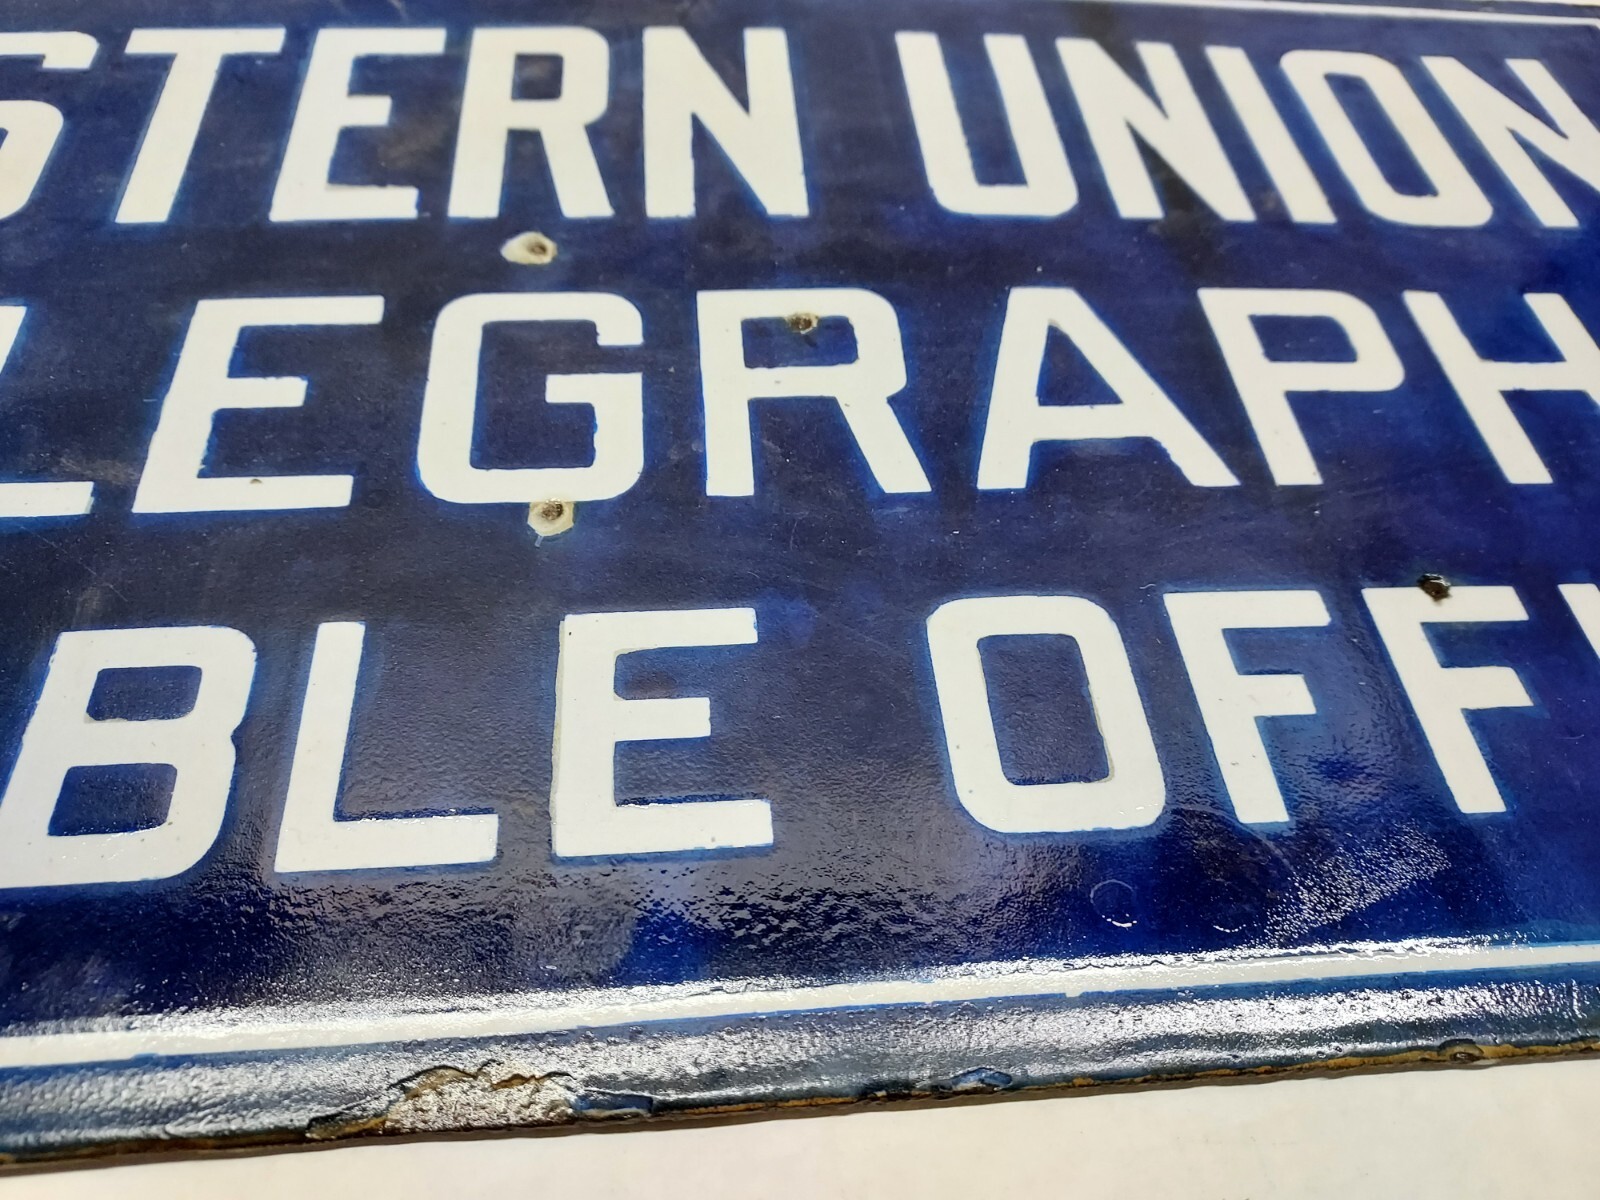 STERN UNION
LEGRAPH
BLE OFF